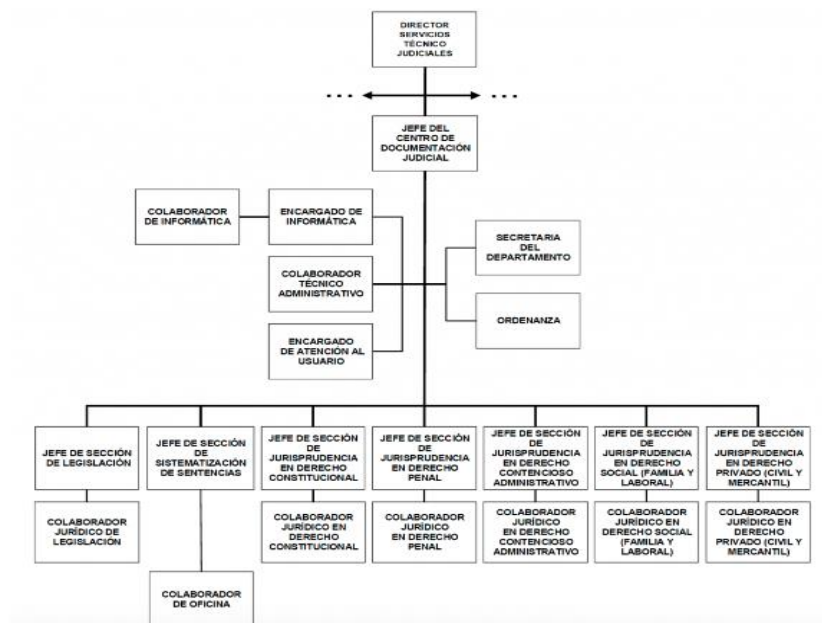 DIRECTOR
SERVICIOS
TÉCNICO
JUDICIALES
JEFE DEL
CENTRO DE
DOCUMENTACIÓN
JUDICIAL
COLABORADOR
DE INFORMÁTICA
ENCARGADO DE
INFORMÁTICA
SECRETARIA
DEL
DEPARTAMENTO
COLABORADOR
TÉCNICO
ADMINISTRATIVO
ORDENANZA
ENCARGADO
DE ATENCIÓN AL
USUARIO
JEFE DE SECCIÓN
DE LEGISLACIÓN
JEFE DE SECCIÓN
DE
SISTEMATIZACIÓN
DE SENTENCIAS
JEFE DE SECCIÓN
DE
JURISPRUDENCIA
EN DERECHO
CONSTITUCIONAL
JEFE DE SECCIÓN
DE
JURISPRUDENCIA
EN DERECHO
PENAL
JEFE DE SECCIÓN
DE
JURISPRUDENCIA
EN DERECHO
CONTENCIOSO
ADMINISTRATIVO
JEFE DE SECCIÓN
DE
JURISPRUDENCIA
EN DERECHO
SOCIAL (FAMILIA Y
LABORAL)
JEFE DE SECCIÓN
DE
JURISPRUDENCIA
EN DERECHO
PRIVADO (CIVIL Y
MERCANTIL)
COLABORADOR
JURÍDICO DE
LEGISLACIÓN
COLABORADOR
JURÍDICO EN
DERECHO
CONSTITUCIONAL
COLABORADOR
JURÍDICO
EN DERECHO
PENAL
COLABORADOR
JURÍDICO
EN DERECHO
CONTENCIOSO
ADMINISTRATIVO
COLABORADOR
JURÍDICO EN
DERECHO SOCIAL
(FAMILIA Y
LABORAL)
COLABORADOR
JURÍDICO EN
DERECHO
PRIVADO (CIVIL Y
MERCANTIL)
COLABORADOR
DE OFICINA